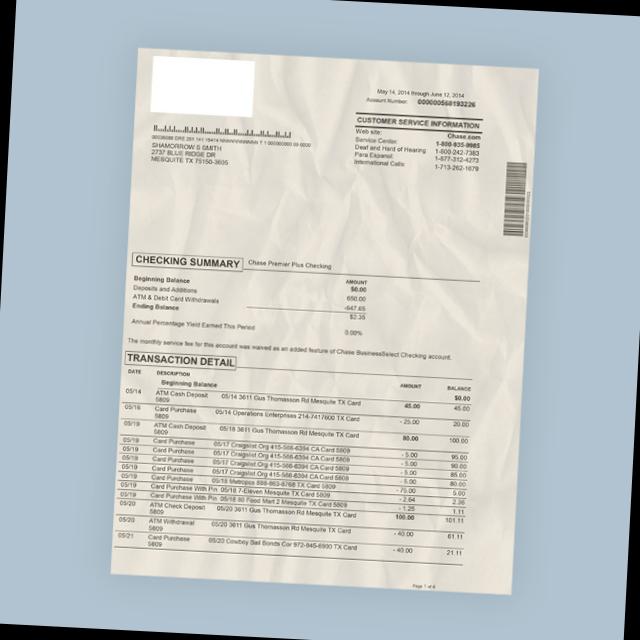 May 14, 2014 through June 12, 2014
Account Number: 000000568193226
CUSTOMER SERVICE INFORMATION
Web site: Chase.com
Service Center: 1-800-935-9965
Deaf and Hard of Hearing 1-800-242-7383
Para Espanol: 1-877-312-4273
International Calls: 1-713-262-1679
SHAMORROW S SMITH
2737 BLUE RIDGE DR
MESQUITE TX 75150-3605
CHECKING SUMMARY Chase Premier Plus Checking
AMOUNT
Beginning Balance $0.00
Deposits and Additions 650.00
ATM & Debit Card Withdrawals -647.65
Ending Balance $2.35
Annual Percentage Yield Earned This Period 0.00%
The monthly service fee for this account was waived as an added feature of Chase BusinessSelect Checking account.
TRANSACTION DETAIL
DATE DESCRIPTION AMOUNT BALANCE
Beginning Balance $0.00
05/14 ATM Cash Deposit 05/14 3611 Gus Thomasson Rd Mesquite TX Card 45.00 45.00
5809
05/16 Card Purchase 05/14 Operations Enterprises 214-7417600 TX Card - 25.00 20.00
5809
05/19 ATM Cash Deposit 05/18 3611 Gus Thomasson Rd Mesquite TX Card 80.00 100.00
5809
05/19 Card Purchase 05/17 Craigslist.Org 415-566-6394 CA Card 5809 - 5.00 95.00
05/19 Card Purchase 05/17 Craigslist.Org 415-566-6394 CA Card 5809 - 5.00 90.00
05/19 Card Purchase 05/17 Craigslist.Org 415-566-6394 CA Card 5809 - 5.00 85.00
05/19 Card Purchase 05/17 Craigslist.Org 415-566-6394 CA Card 5809 - 5.00 80.00
05/19 Card Purchase 05/18 Metropcs 888-863-8768 TX Card 5809 - 75.00 5.00
05/19 Card Purchase With Pin 05/18 7-Eleven Mesquite TX Card 5809 - 2.64 2.36
05/19 Card Purchase With Pin 05/18 80 Food Mart 2 Mesquite TX Card 5809 - 1.25 1.11
05/20 ATM Check Deposit 05/20 3611 Gus Thomasson Rd Mesquite TX Card 100.00 101.11
5809
05/20 ATM Withdrawal 05/20 3611 Gus Thomasson Rd Mesquite TX Card - 40.00 61.11
5809
05/21 Card Purchase 05/20 Cowboy Bail Bonds Cor 972-845-6900 TX Card - 40.00 21.11
5809
Page 1 of